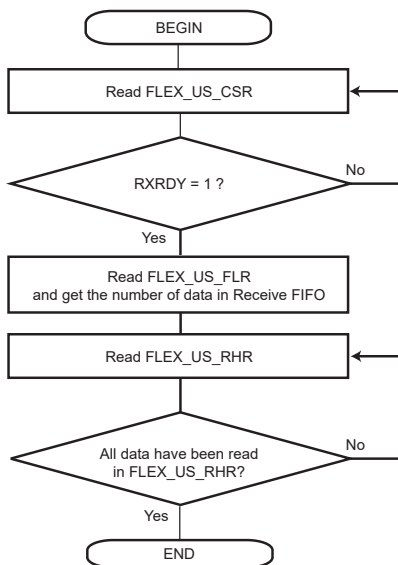 BEGIN
Read FLEX_US_CSR
RXRDY = 1 ?
No
Yes
Read FLEX_US_FLR
and get the number of data in Receive FIFO
Read FLEX_US_RHR
All data have been read
in FLEX_US_RHR?
No
Yes
END